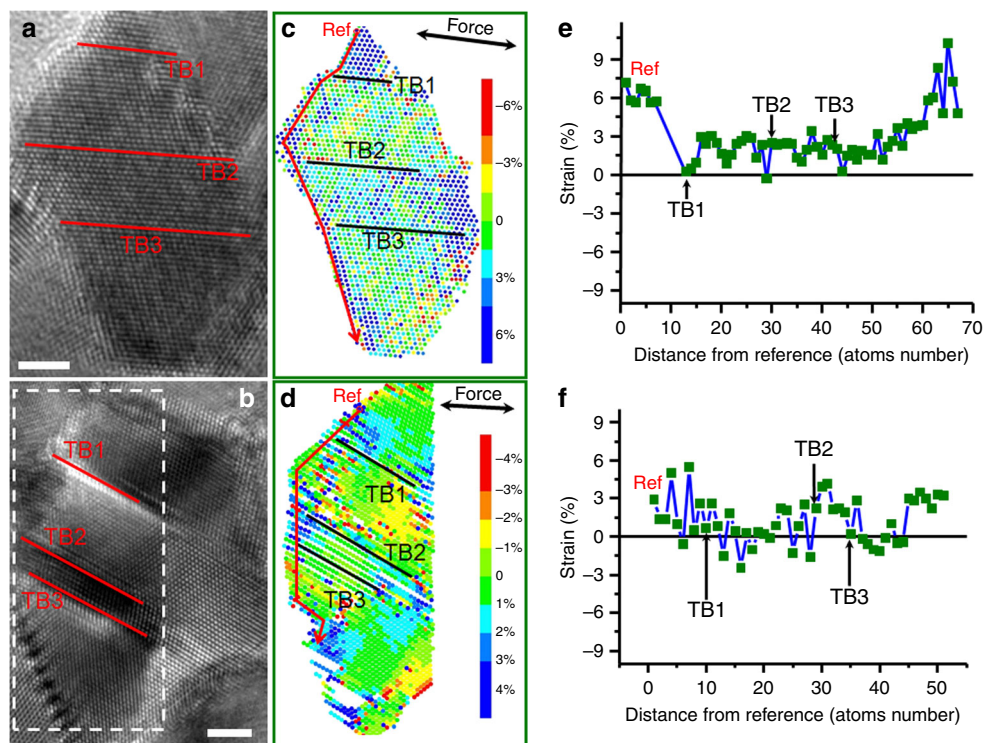 a
TB1
TB2
TB3
c
Ref
Force
TB1
TB2
TB3
–6%
–3%
0
3%
6%
e
Strain (%)
9
6
3
0
–3
–6
–9
Ref
TB1
TB2
TB3
0 10 20 30 40 50 60 70
Distance from reference (atoms number)
b
TB1
TB2
TB3
d
Ref
Force
TB1
TB2
TB3
–4%
–3%
–2%
–1%
0
1%
2%
3%
4%
f
Strain (%)
9
6
3
0
–3
–6
–9
Ref
TB1
TB2
TB3
0 10 20 30 40 50
Distance from reference (atoms number)